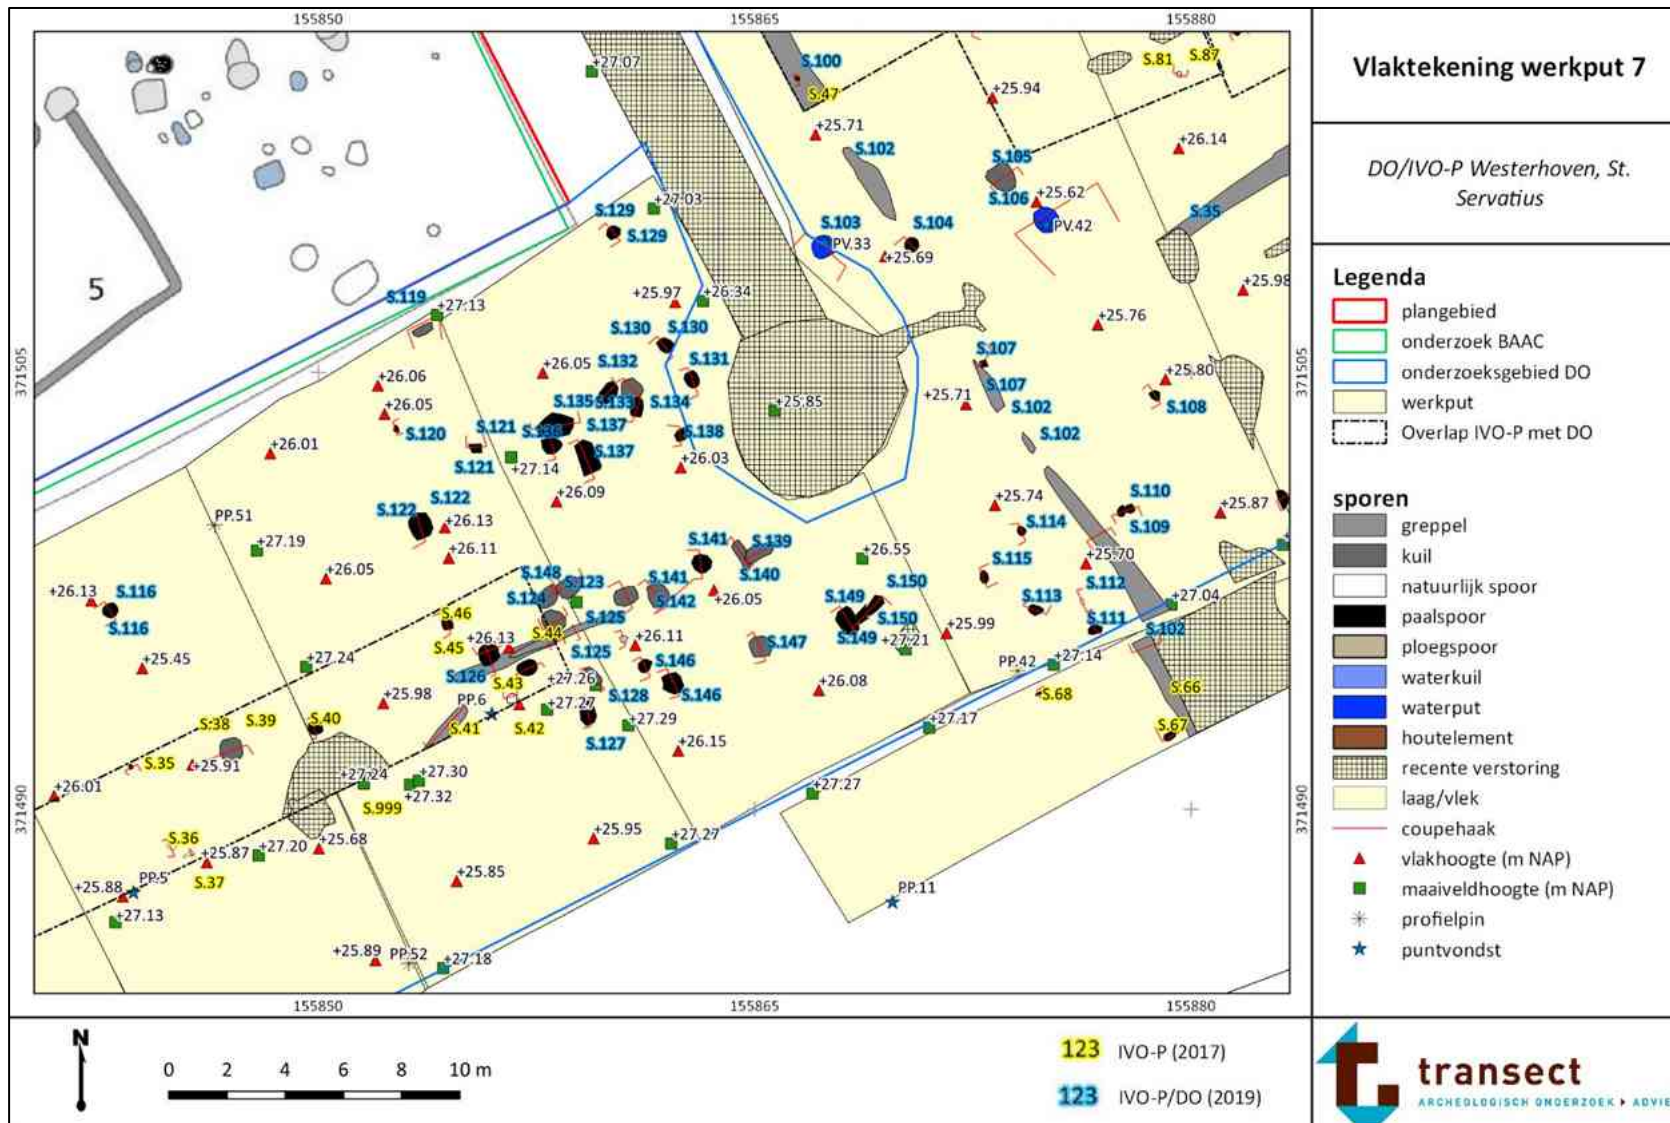 155850
155865
155880
Vlaktekening werkput 7
DO/IVO-P Westerhoven, St.
Servatius
Legenda
plangebied
onderzoek BAAC
onderzoeksgebied DO
werkput
Overlap IVO-P met DO
sporen
greppel
kuil
natuurlijk spoor
paalspoor
ploegspoor
waterkuil
waterput
houtelement
recente verstoring
laag/vlek
coupehaak
vlakhoogte (m NAP)
maaiveldhoogte (m NAP)
profielpin
puntvondst
+27.07
S.100
S.47
S.81
S.87
+25.94
+25.71
+26.14
S.102
S.105
S.106
+25.62
PV.42
S.35
+27.03
S.129
S.129
S.103
PV.33
S.104
+25.69
5
S.119
+27.13
+25.97
+26.34
+25.98
+25.76
S.130
S.130
371505
371505
+26.06
+26.05
+26.05
S.132
S.131
S.107
S.107
+25.80
S.108
S.120
S.121
S.121
S.135
S.133
S.134
S.136
S.137
S.137
S.138
+25.85
+25.71
S.102
S.102
+26.01
+27.14
+26.03
+26.09
PP.51
S.122
S.122
+26.13
+26.11
+25.74
S.110
S.109
+25.87
+27.19
+26.05
S.141
S.139
S.140
+26.55
S.114
S.115
+25.70
+26.13
S.116
S.116
S.148
S.123
S.124
S.141
S.142
+26.05
S.149
S.150
S.150
S.149
S.112
S.113
S.111
+27.04
S.46
S.45
+26.13
S.44
S.125
S.125
+26.11
S.147
+27.21
+25.99
S.102
+25.45
+27.24
S.126
S.43
+27.26
S.146
S.146
PP.42
+27.14
+25.98
PP.6
+27.27
S.128
+26.08
S.68
S.66
S.38
S.39
S.40
S.41
S.42
S.127
+27.29
+27.17
S.67
S.35
+25.91
+26.15
+26.01
+27.24
+27.30
+27.32
S.999
+27.27
371490
371490
S.36
+25.87
+27.20
+25.68
+25.95
+27.27
S.37
+25.88
PP.5
+25.85
PP.11
+27.13
+25.89
PP.52
+27.18
155850
155865
155880
N
0 2 4 6 8 10 m
123 IVO-P (2017)
123 IVO-P/DO (2019)
transect
ARCHEOLOGISCH ONDERZOEK ▸ ADVIE